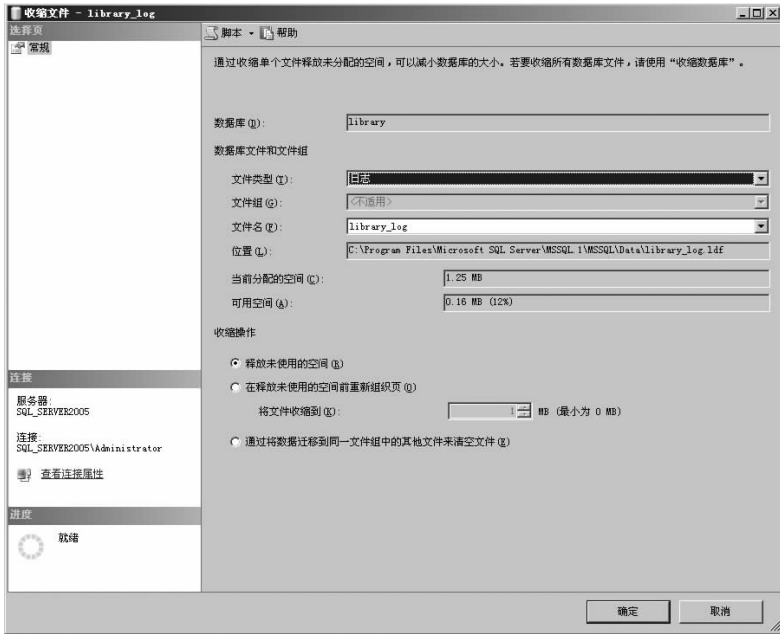 收缩文件 - library_log
选择页
常规
脚本
帮助
通过收缩单个文件释放未分配的空间，可以减小数据库的大小。若要收缩所有数据库文件，请使用“收缩数据库”。
数据库(D):
library
数据库文件和文件组
文件类型(T):
日志
文件组(G):
<不适用>
文件名(F):
library_log
位置(L):
C:\Program Files\Microsoft SQL Server\MSSQL.1\MSSQL\Data\library_log.ldf
当前分配的空间(C):
1.25 MB
可用空间(A):
0.16 MB (12%)
收缩操作
释放未使用的空间(R)
在释放未使用的空间前重新组织页(O)
将文件收缩到(K):
1
MB (最小为 0 MB)
通过将数据迁移到同一文件组中的其他文件来清空文件(E)
连接
服务器:
SQL_SERVER2005
连接:
SQL_SERVER2005\Administrator
查看连接属性
进度
就绪
确定
取消